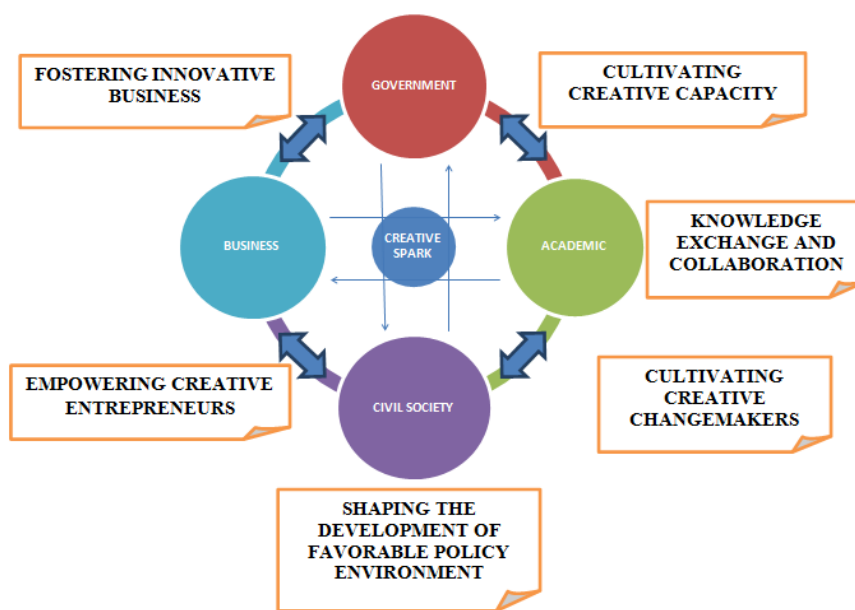 GOVERNMENT
FOSTERING INNOVATIVE
BUSINESS
CULTIVATING
CREATIVE CAPACITY
BUSINESS
CREATIVE
SPARK
ACADEMIC
KNOWLEDGE
EXCHANGE AND
COLLABORATION
EMPOWERING CREATIVE
ENTREPRENEURS
CIVIL SOCIETY
CULTIVATING
CREATIVE
CHANGEMAKERS
SHAPING THE
DEVELOPMENT OF
FAVORABLE POLICY
ENVIRONMENT